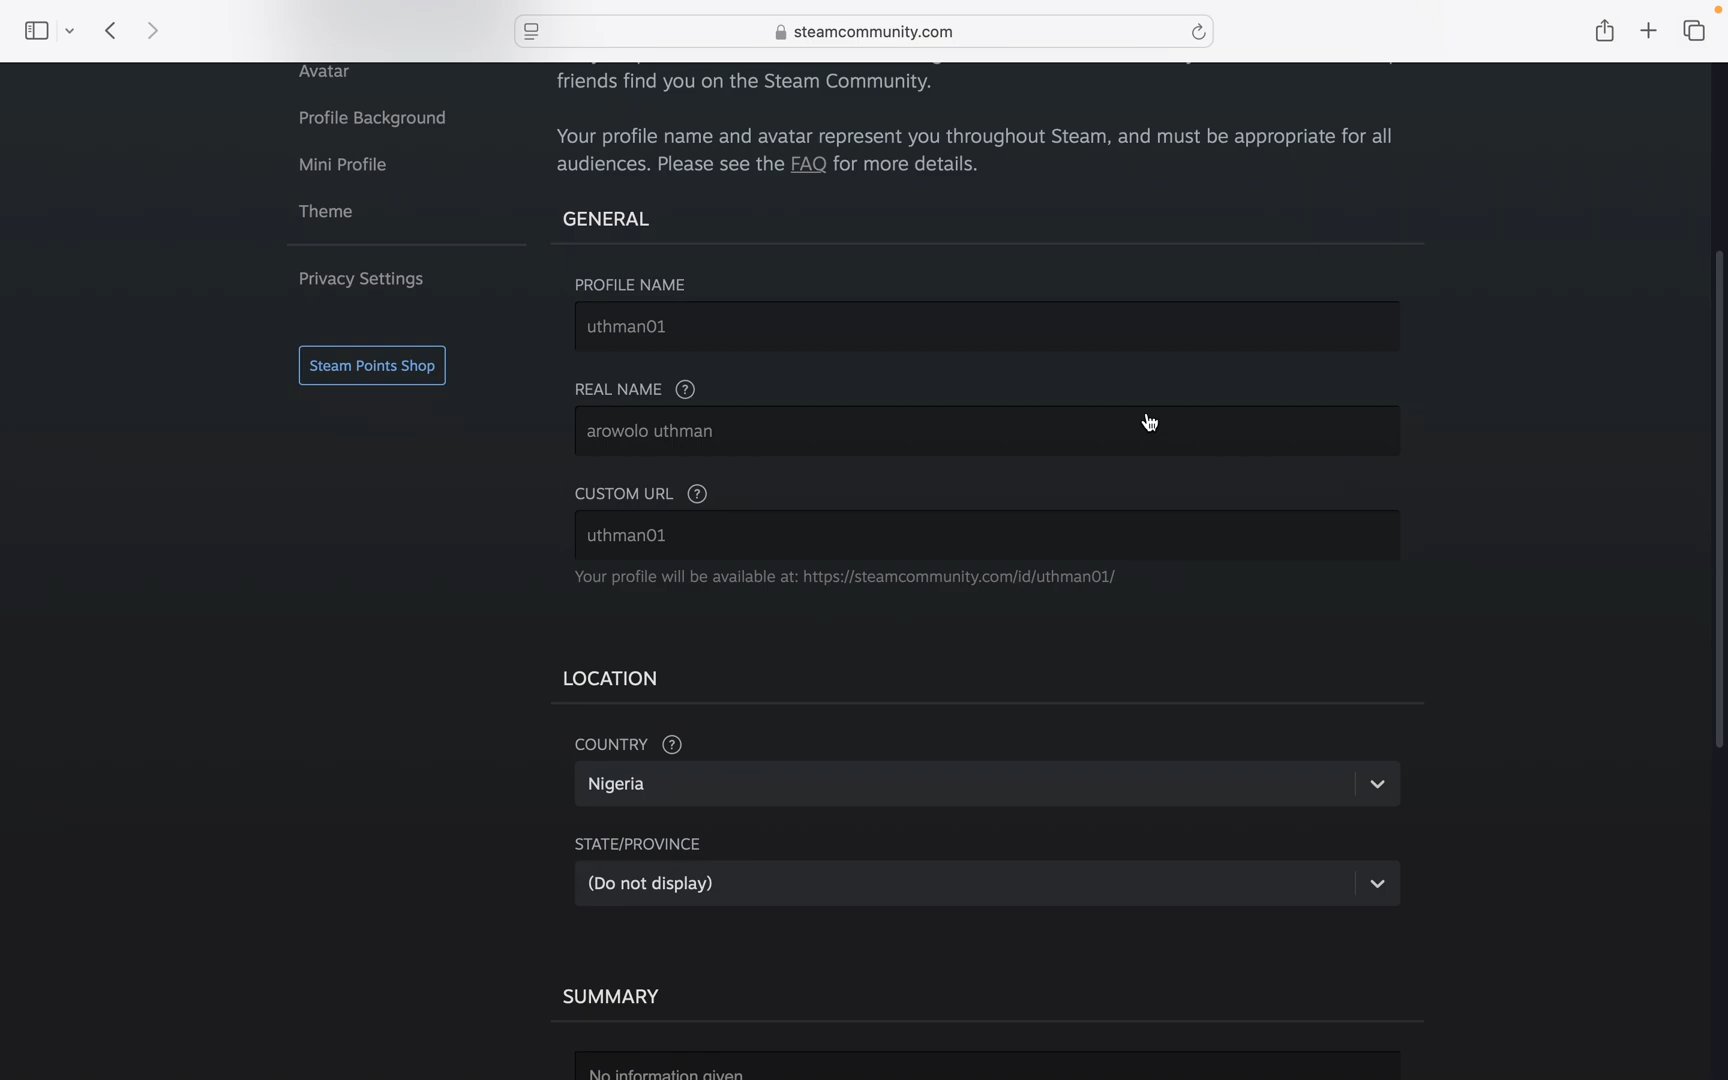 steamcommunity.com
Avatar
Profile Background
Mini Profile
Theme
Privacy Settings
Steam Points Shop
friends find you on the Steam Community.
Your profile name and avatar represent you throughout Steam, and must be appropriate for all
audiences. Please see the FAQ for more details.
GENERAL
PROFILE NAME
uthman01
REAL NAME ?
arowolo uthman
CUSTOM URL ?
uthman01
Your profile will be available at: https://steamcommunity.com/id/uthman01/
LOCATION
COUNTRY ?
Nigeria
STATE/PROVINCE
(Do not display)
SUMMARY
No information given